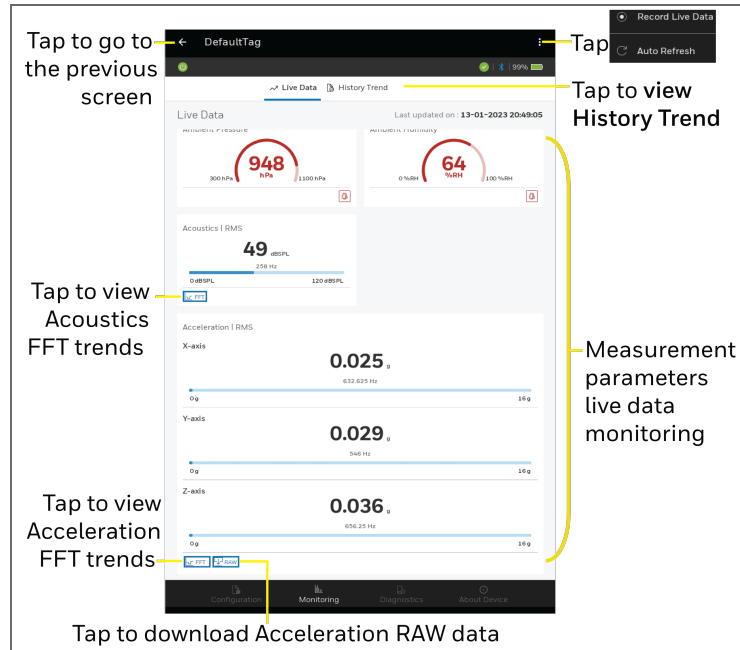 Tap to go to
the previous
screen
DefaultTag
Tap
Record Live Data
Auto Refresh
99%
Live Data
History Trend
Tap to view
History Trend
Live Data
Last updated on : 13-01-2023 20:49:05
Ambient Pressure
Ambient Humidity
948
hPa
300 hPa
1100 hPa
64
%RH
0 %RH
100 %RH
Acoustics | RMS
49 dBSPL
258 Hz
0 dBSPL
120 dBSPL
FFT
Tap to view
Acoustics
FFT trends
Acceleration | RMS
X-axis
0.025 g
632.625 Hz
0 g
16 g
Y-axis
0.029 g
546 Hz
0 g
16 g
Z-axis
0.036 g
656.25 Hz
0 g
16 g
FFT
RAW
Measurement
parameters
live data
monitoring
Tap to view
Acceleration
FFT trends
Configuration
Monitoring
Diagnostics
About Device
Tap to download Acceleration RAW data